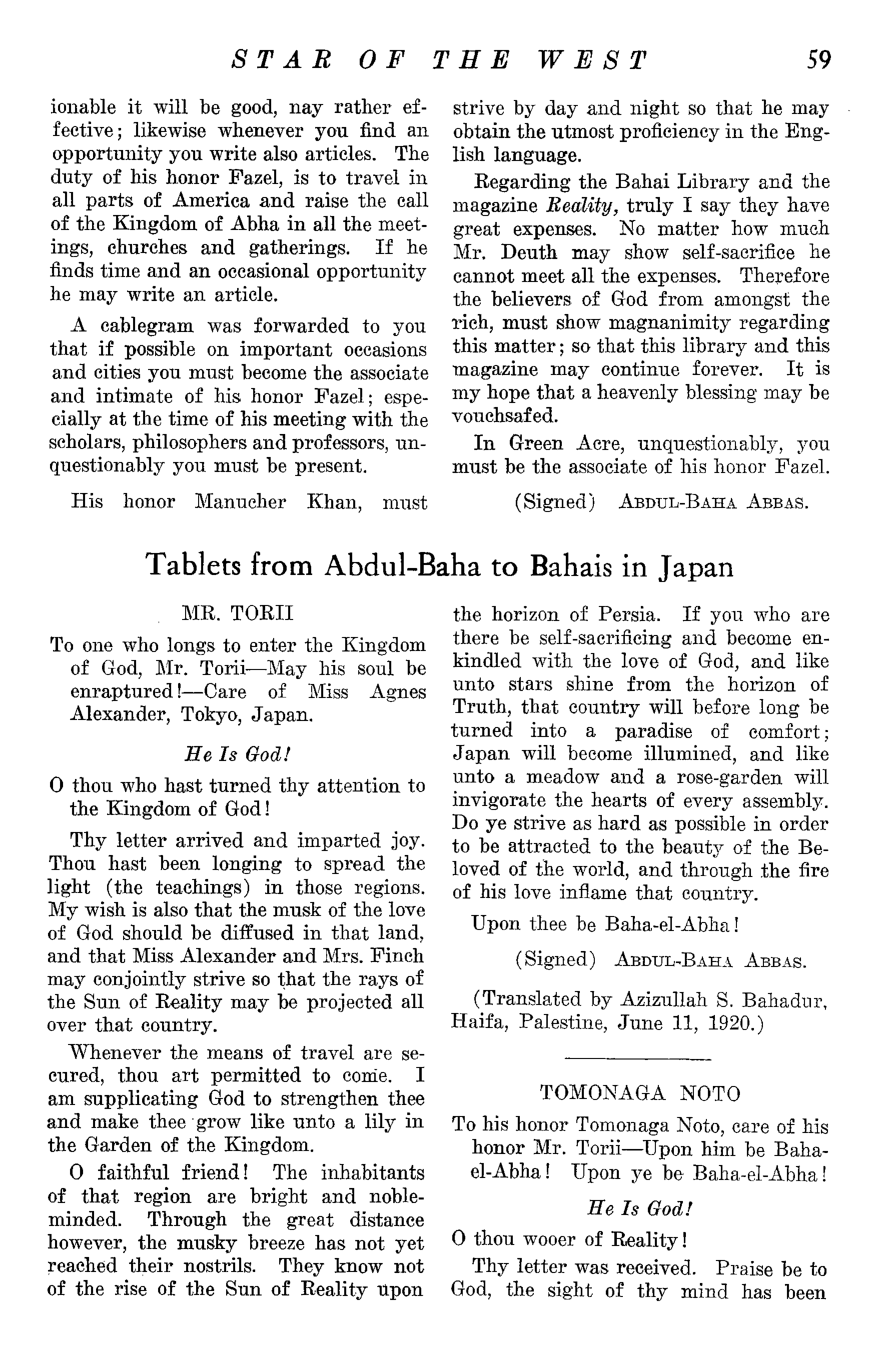 STAR OF THE WEST 59
ionable it will be good, nay rather ef-
fective; likewise whenever you find an
opportunity you write also articles. The
duty of his honor Fazel, is to travel in
all parts of America and raise the call
of the Kingdom of Abha in all the meet-
ings, churches and gatherings. If he
finds time and an occasional opportunity
he may write an article.
A cablegram was forwarded to you
that if possible on important occasions
and cities you must become the associate
and intimate of his honor Fazel; espe-
cially at the time of his meeting with the
scholars, philosophers and professors, un-
questionably you must be present.
His honor Manucher Khan, must
strive by day and night so that he may
obtain the utmost proficiency in the Eng-
lish language.
Regarding the Bahai Library and the
magazine Reality, truly I say they have
great expenses. No matter how much
Mr. Deuth may show self-sacrifice he
cannot meet all the expenses. Therefore
the believers of God from amongst the
rich, must show magnanimity regarding
this matter; so that this library and this
magazine may continue forever. It is
my hope that a heavenly blessing may be
vouchsafed.
In Green Acre, unquestionably, you
must be the associate of his honor Fazel.
(Signed) ABDUL-BAHA ABBAS.
Tablets from Abdul-Baha to Bahais in Japan
MR. TORII
To one who longs to enter the Kingdom
of God, Mr. Torii—May his soul be
enraptured!—Care of Miss Agnes
Alexander, Tokyo, Japan.
He Is God!
O thou who hast turned thy attention to
the Kingdom of God!
Thy letter arrived and imparted joy.
Thou hast been longing to spread the
light (the teachings) in those regions.
My wish is also that the musk of the love
of God should be diffused in that land,
and that Miss Alexander and Mrs. Finch
may conjointly strive so that the rays of
the Sun of Reality may be projected all
over that country.
Whenever the means of travel are se-
cured, thou art permitted to come. I
am supplicating God to strengthen thee
and make thee grow like unto a lily in
the Garden of the Kingdom.
O faithful friend! The inhabitants
of that region are bright and noble-
minded. Through the great distance
however, the musky breeze has not yet
reached their nostrils. They know not
of the rise of the Sun of Reality upon
the horizon of Persia. If you who are
there be self-sacrificing and become en-
kindled with the love of God, and like
unto stars shine from the horizon of
Truth, that country will before long be
turned into a paradise of comfort;
Japan will become illumined, and like
unto a meadow and a rose-garden will
invigorate the hearts of every assembly.
Do ye strive as hard as possible in order
to be attracted to the beauty of the Be-
loved of the world, and through the fire
of his love inflame that country.
Upon thee be Baha-el-Abha!
(Signed) ABDUL-BAHA ABBAS.
(Translated by Azizullah S. Bahadur,
Haifa, Palestine, June 11, 1920.)
TOMONAGA NOTO
To his honor Tomonaga Noto, care of his
honor Mr. Torii—Upon him be Baha-
el-Abha! Upon ye be Baha-el-Abha!
He Is God!
O thou wooer of Reality!
Thy letter was received. Praise be to
God, the sight of thy mind has been